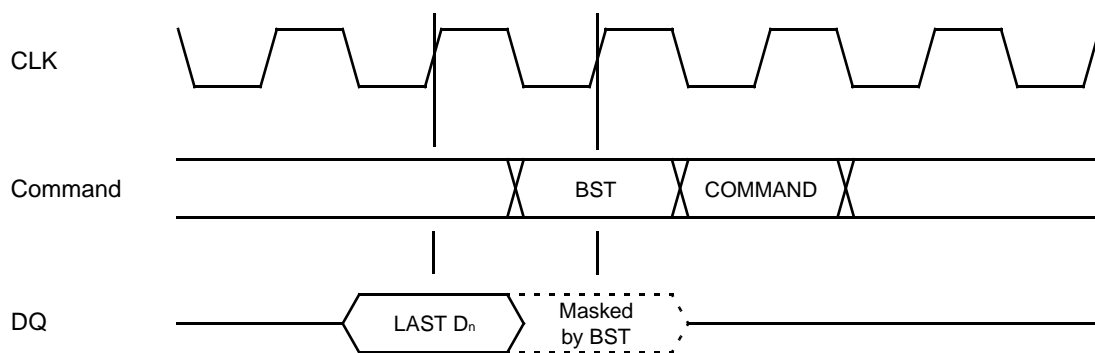 CLK
Command
BST
COMMAND
DQ
LAST Dn
Masked
by BST